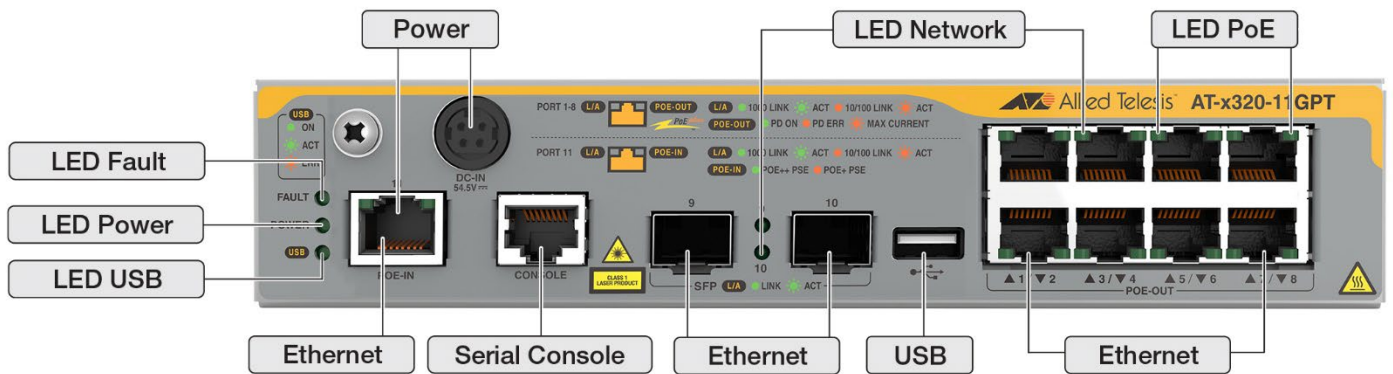 Power
LED Network
LED PoE
USB
ON
ACT
ERR
PORT 1-8 L/A POE-OUT L/A 1000 LINK ACT 10/100 LINK ACT
PoE POE-OUT PD ON PD ERR MAX CURRENT
PORT 11 L/A POE-IN L/A 1000 LINK ACT 10/100 LINK ACT
POE-IN POE++ PSE POE+ PSE
Allied Telesis AT-x320-11GPT
DC-IN
54.5V
LED Fault
FAULT
LED Power
POWER
LED USB
USB
11
POE-IN
CONSOLE
CLASS 1
LASER PRODUCT
9
10
9
10
SFP L/A LINK ACT
▲ 1 / ▼ 2
▲ 3 / ▼ 4
▲ 5 / ▼ 6
▲ 7 / ▼ 8
POE-OUT
Ethernet
Serial Console
Ethernet
USB
Ethernet